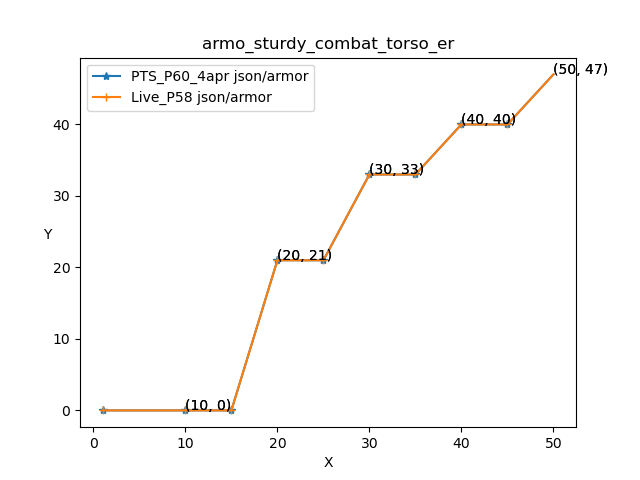 armo_sturdy_combat_torso_er
PTS_P60_4apr json/armor
Live_P58 json/armor
(50, 47)
(40, 40)
(30, 33)
(20, 21)
(10, 0)
Y
40
30
20
10
0
0 10 20 30 40 50
X